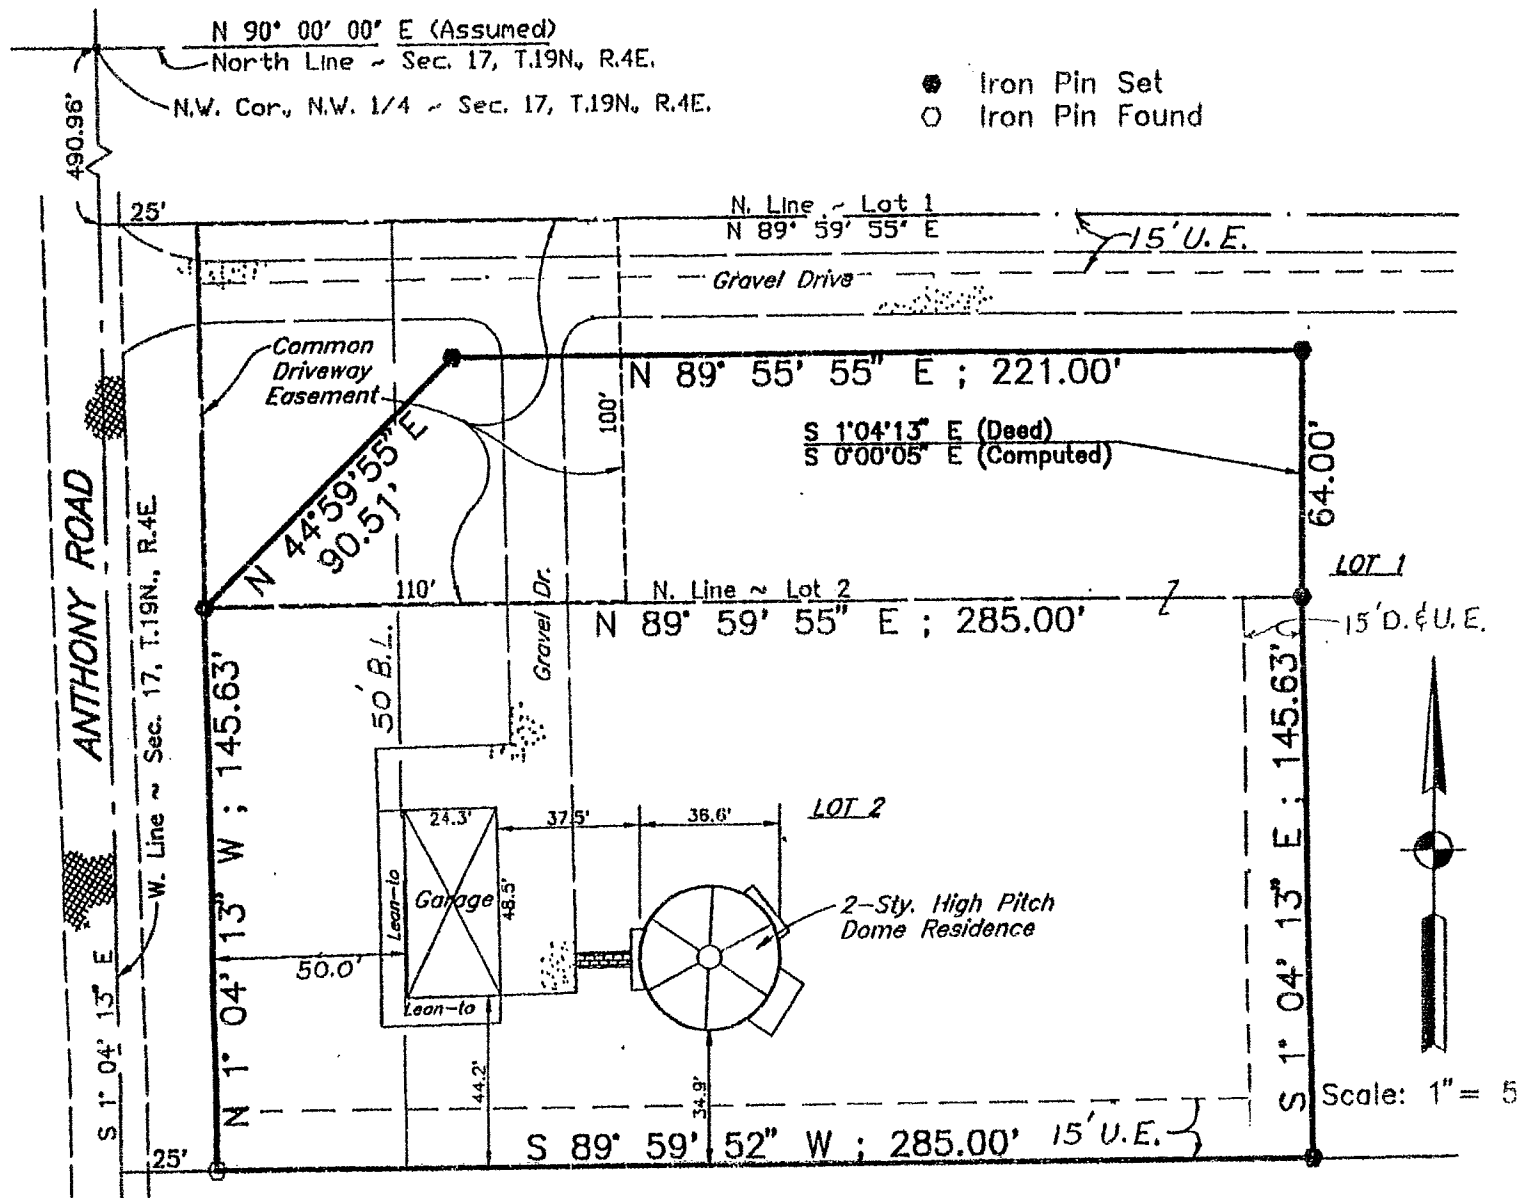 N 90° 00' 00' E (Assumed)
North Line ~ Sec. 17, T.19N., R.4E.
N.W. Cor., N.W. 1/4 ~ Sec. 17, T.19N., R.4E.
490.96'
Iron Pin Set
Iron Pin Found
25'
N. Line ~ Lot 1
N 89° 59' 55" E
15' U.E.
Gravel Drive
Common
Driveway
Easement
N 89° 55' 55" E ; 221.00'
100'
S 1°04'13" E (Deed)
S 0°00'05" E (Computed)
64.00'
N 44°59'55" E
90.51'
ANTHONY ROAD
W. Line ~ Sec. 17, T.19N., R.4E.
S 1° 04' 13" E
110'
N. Line ~ Lot 2
N 89° 59' 55" E ; 285.00'
LOT 1
15' D.&U.E.
Gravel Dr.
50' B.L.
N 1° 04' 13" W ; 145.63'
S 1° 04' 13" E ; 145.63'
24.3'
37.5'
36.6'
LOT 2
Lean-to
Garage
48.5'
2-Sty. High Pitch
Dome Residence
50.0'
Lean-to
44.2'
34.9'
Scale: 1" = 5
S 89° 59' 52" W ; 285.00'
15' U.E.
25'